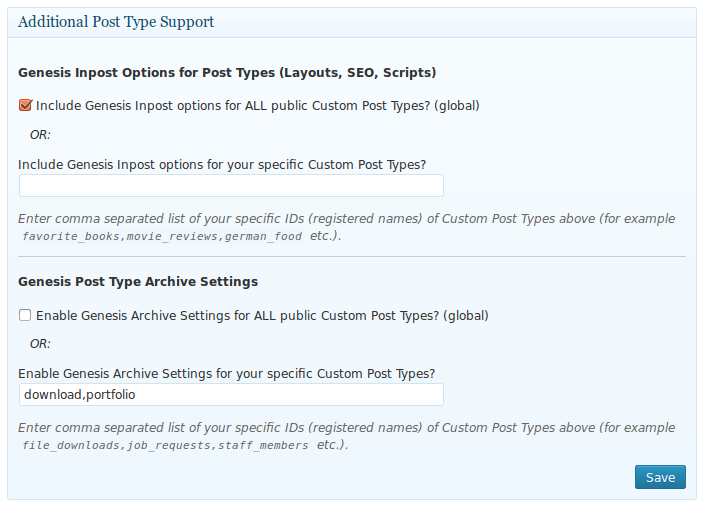 Additional Post Type Support
Genesis Inpost Options for Post Types (Layouts, SEO, Scripts)
Include Genesis Inpost options for ALL public Custom Post Types? (global)
OR:
Include Genesis Inpost options for your specific Custom Post Types?
Enter comma separated list of your specific IDs (registered names) of Custom Post Types above (for example
favorite_books,movie_reviews,german_food etc.).
Genesis Post Type Archive Settings
Enable Genesis Archive Settings for ALL public Custom Post Types? (global)
OR:
Enable Genesis Archive Settings for your specific Custom Post Types?
download,portfolio
Enter comma separated list of your specific IDs (registered names) of Custom Post Types above (for example
file_downloads,job_requests,staff_members etc.).
Save